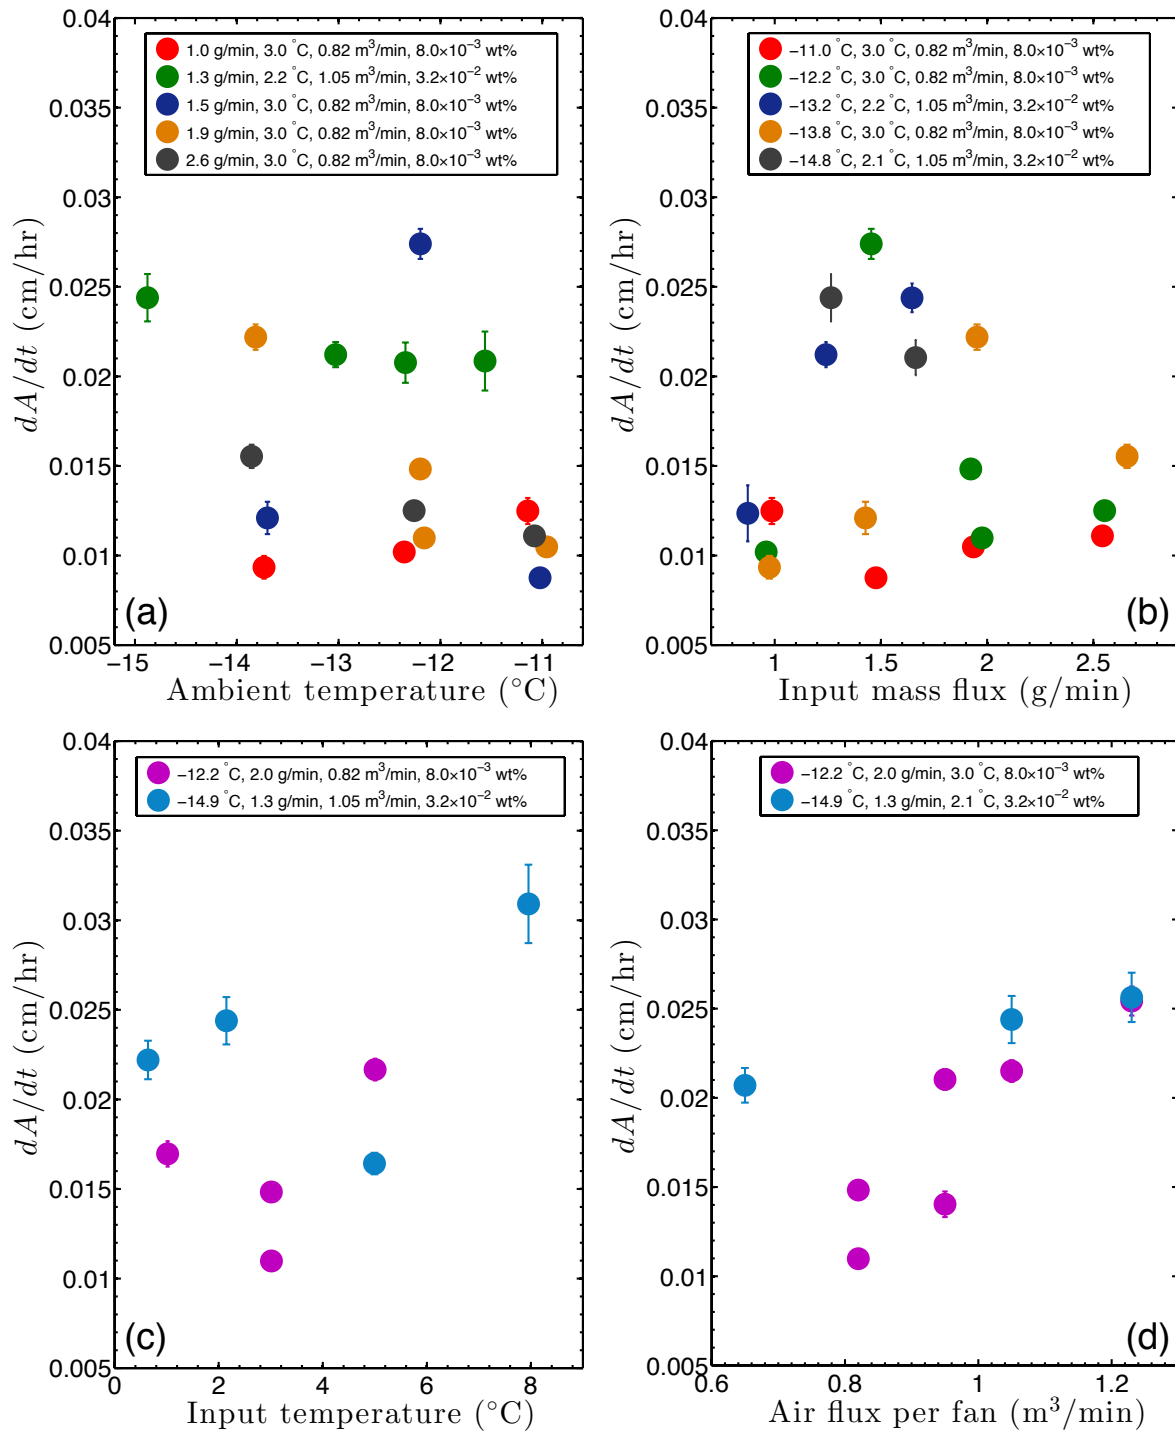 1.0 g/min, 3.0 °C, 0.82 m³/min, 8.0×10⁻³ wt%
1.3 g/min, 2.2 °C, 1.05 m³/min, 3.2×10⁻² wt%
1.5 g/min, 3.0 °C, 0.82 m³/min, 8.0×10⁻³ wt%
1.9 g/min, 3.0 °C, 0.82 m³/min, 8.0×10⁻³ wt%
2.6 g/min, 3.0 °C, 0.82 m³/min, 8.0×10⁻³ wt%
0.04
0.035
0.03
0.025
0.02
0.015
0.01
0.005
dA/dt (cm/hr)
(a)
−15 −14 −13 −12 −11
Ambient temperature (°C)
−11.0 °C, 3.0 °C, 0.82 m³/min, 8.0×10⁻³ wt%
−12.2 °C, 3.0 °C, 0.82 m³/min, 8.0×10⁻³ wt%
−13.2 °C, 2.2 °C, 1.05 m³/min, 3.2×10⁻² wt%
−13.8 °C, 3.0 °C, 0.82 m³/min, 8.0×10⁻³ wt%
−14.8 °C, 2.1 °C, 1.05 m³/min, 3.2×10⁻² wt%
0.04
0.035
0.03
0.025
0.02
0.015
0.01
0.005
dA/dt (cm/hr)
(b)
1 1.5 2 2.5
Input mass flux (g/min)
−12.2 °C, 2.0 g/min, 0.82 m³/min, 8.0×10⁻³ wt%
−14.9 °C, 1.3 g/min, 1.05 m³/min, 3.2×10⁻² wt%
0.04
0.035
0.03
0.025
0.02
0.015
0.01
0.005
dA/dt (cm/hr)
(c)
0 2 4 6 8
Input temperature (°C)
−12.2 °C, 2.0 g/min, 3.0 °C, 8.0×10⁻³ wt%
−14.9 °C, 1.3 g/min, 2.1 °C, 3.2×10⁻² wt%
0.04
0.035
0.03
0.025
0.02
0.015
0.01
0.005
dA/dt (cm/hr)
(d)
0.6 0.8 1 1.2
Air flux per fan (m³/min)